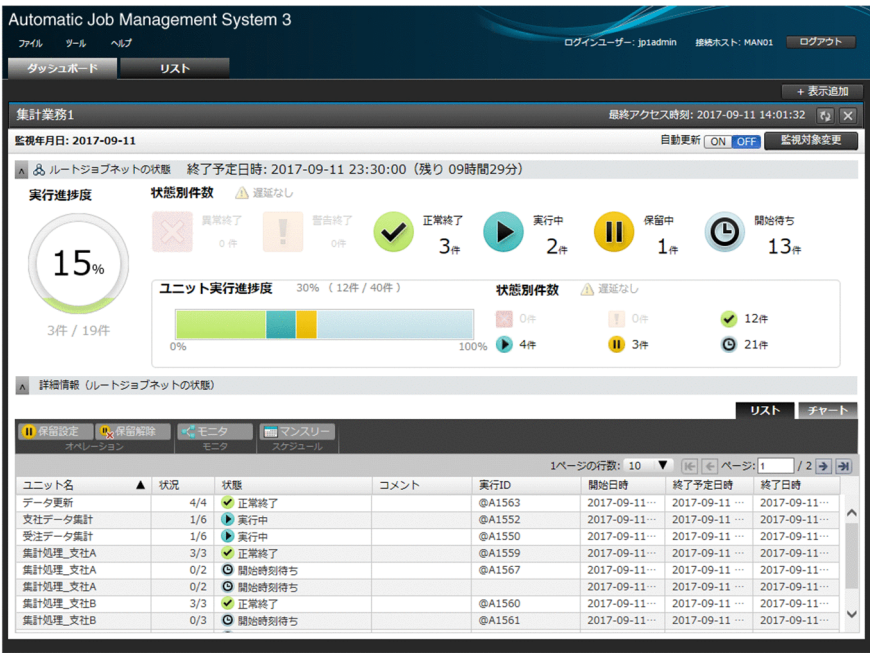 Automatic Job Management System 3
ファイル ツール ヘルプ
ログインユーザー: jp1admin 接続ホスト: MAN01 ログアウト
ダッシュボード リスト
+ 表示追加
集計業務1 最終アクセス時刻: 2017-09-11 14:01:32
監視年月日: 2017-09-11 自動更新 ON OFF 監視対象変更
ルートジョブネットの状態 終了予定日時: 2017-09-11 23:30:00（残り 09時間29分）
実行進捗度 状態別件数 遅延なし
異常終了 警告終了 正常終了 実行中 保留中 開始待ち
0 件 0件 3件 2件 1件 13件
15%
3件 / 19件
ユニット実行進捗度 30% （ 12件 / 40件 ） 状態別件数 遅延なし
0件 0件 12件
0% 100% 4件 3件 21件
詳細情報（ルートジョブネットの状態）
リスト チャート
保留設定 保留解除 モニタ マンスリー
オペレーション モニタ スケジュール
1ページの行数: 10 ページ: 1 / 2
ユニット名 ▲ 状況 状態 コメント 実行ID 開始日時 終了予定日時 終了日時
データ更新 4/4 正常終了 @A1563 2017-09-11… 2017-09-11 … 2017-09-11…
支社データ集計 1/6 実行中 @A1552 2017-09-11… 2017-09-11 … 2017-09-11…
受注データ集計 1/6 実行中 @A1550 2017-09-11… 2017-09-11 … 2017-09-11…
集計処理_支社A 3/3 正常終了 @A1559 2017-09-11… 2017-09-11 … 2017-09-11…
集計処理_支社A 0/2 開始時刻待ち @A1567 2017-09-11… 2017-09-11 … 2017-09-11…
集計処理_支社A 0/2 開始時刻待ち 2017-09-11…
集計処理_支社B 3/3 正常終了 @A1560 2017-09-11… 2017-09-11 … 2017-09-11…
集計処理_支社B 0/3 開始時刻待ち @A1561 2017-09-11… 2017-09-11 … 2017-09-11…